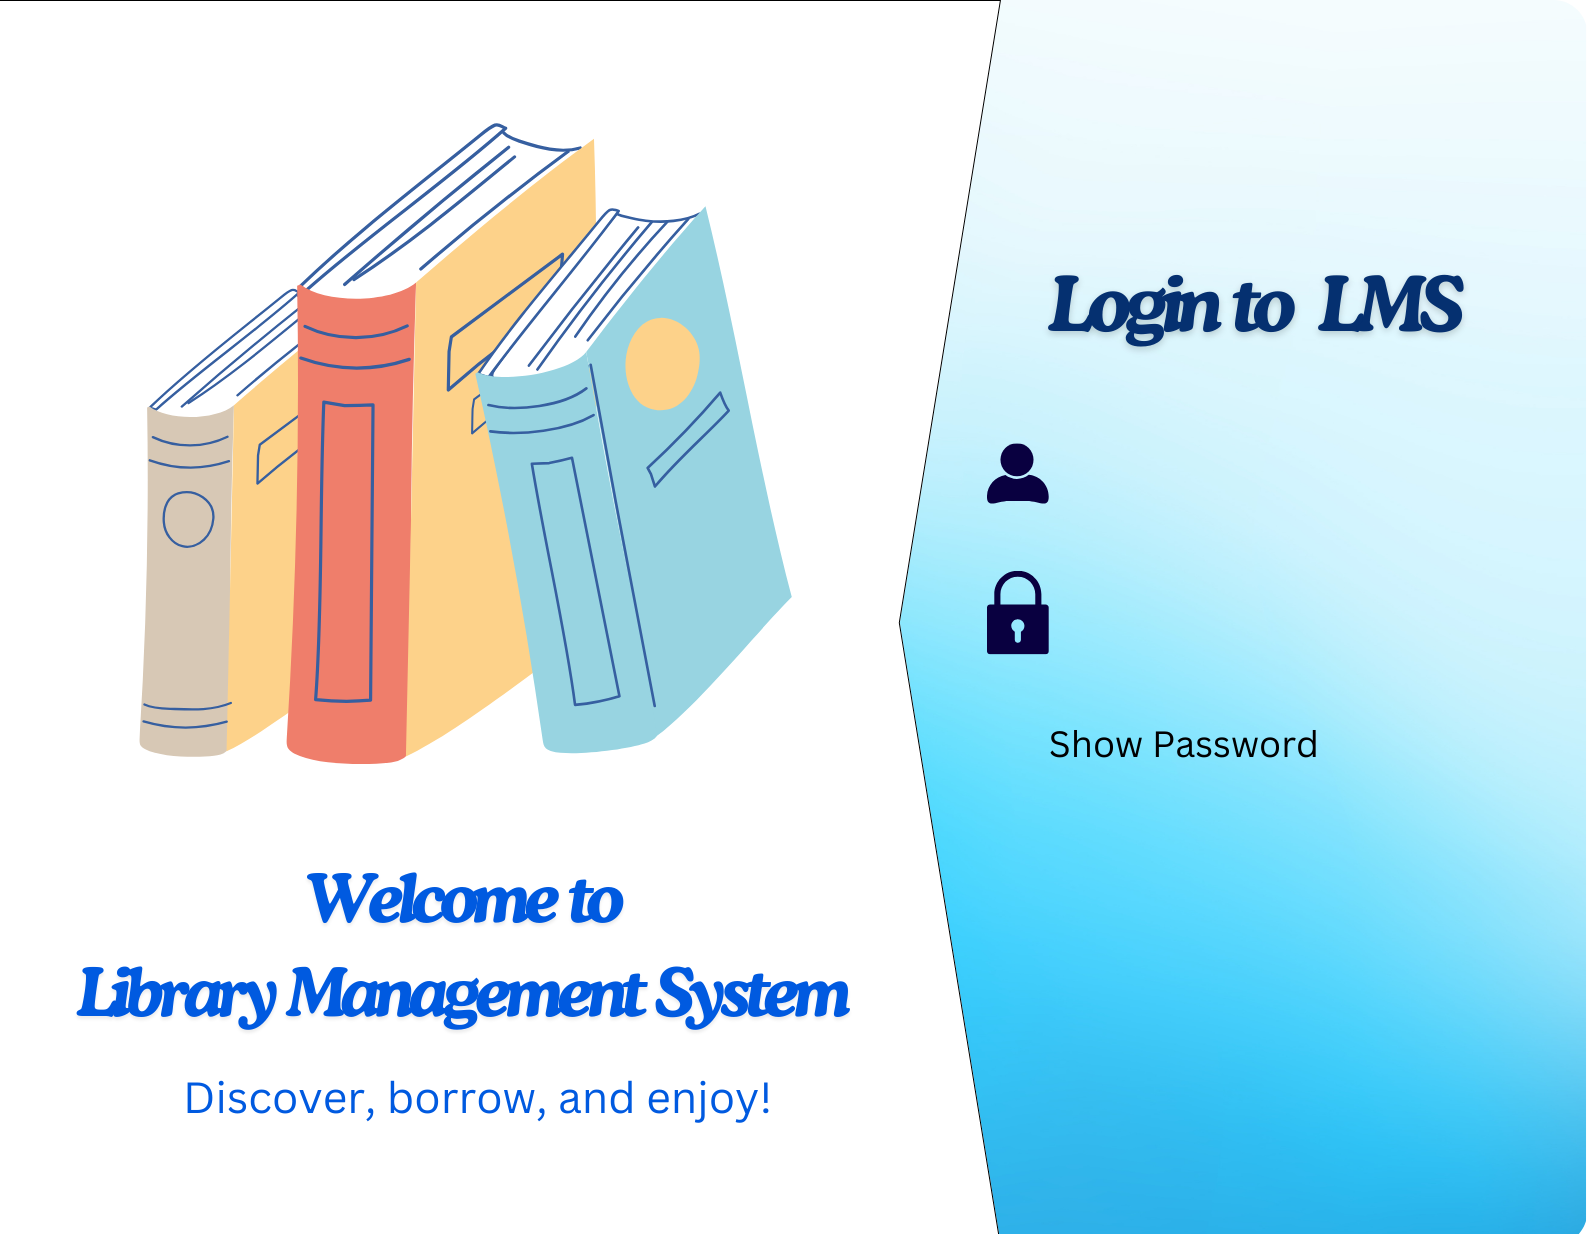 Welcome to
Library Management System
Discover, borrow, and enjoy!
Login to LMS
Show Password